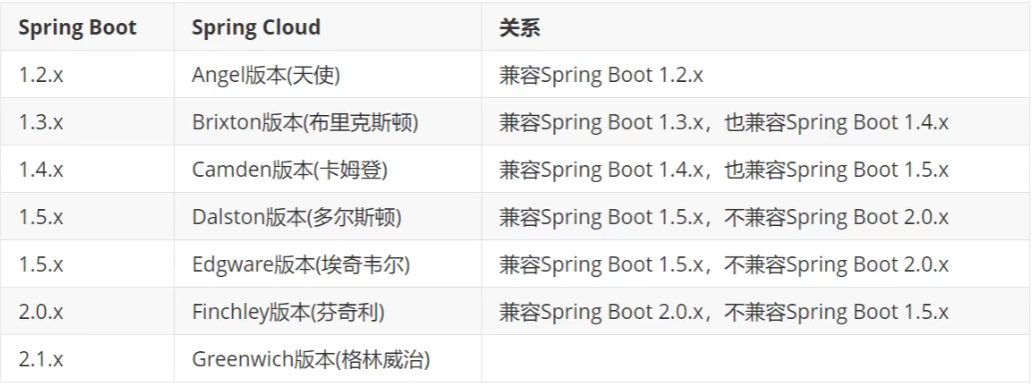 Spring Boot Spring Cloud 关系
1.2.x Angel版本(天使) 兼容Spring Boot 1.2.x
1.3.x Brixton版本(布里克斯顿) 兼容Spring Boot 1.3.x，也兼容Spring Boot 1.4.x
1.4.x Camden版本(卡姆登) 兼容Spring Boot 1.4.x，也兼容Spring Boot 1.5.x
1.5.x Dalston版本(多尔斯顿) 兼容Spring Boot 1.5.x，不兼容Spring Boot 2.0.x
1.5.x Edgware版本(埃奇韦尔) 兼容Spring Boot 1.5.x，不兼容Spring Boot 2.0.x
2.0.x Finchley版本(芬奇利) 兼容Spring Boot 2.0.x，不兼容Spring Boot 1.5.x
2.1.x Greenwich版本(格林威治)